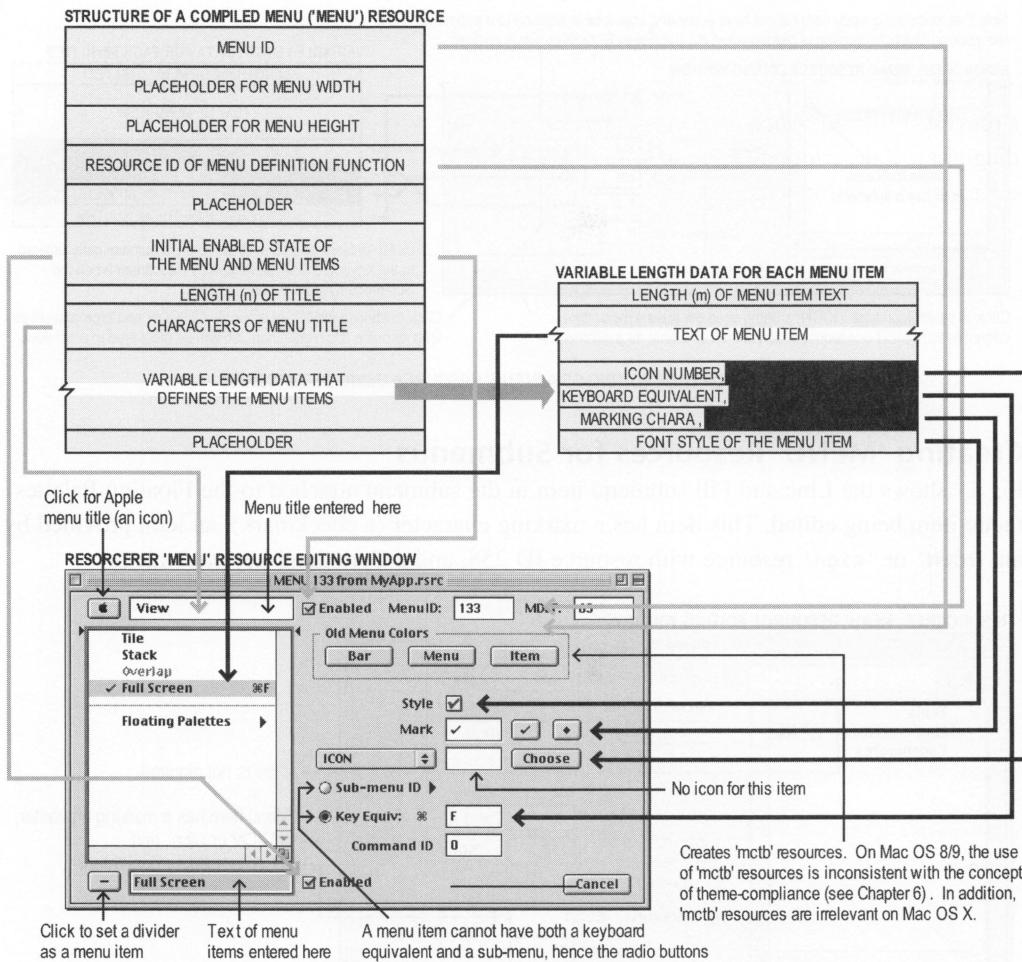 STRUCTURE OF A COMPILED MENU ('MENU') RESOURCE
MENU ID
PLACEHOLDER FOR MENU WIDTH
PLACEHOLDER FOR MENU HEIGHT
RESOURCE ID OF MENU DEFINITION FUNCTION
PLACEHOLDER
INITIAL ENABLED STATE OF
THE MENU AND MENU ITEMS
LENGTH (n) OF TITLE
CHARACTERS OF MENU TITLE
VARIABLE LENGTH DATA THAT
DEFINES THE MENU ITEMS
PLACEHOLDER
VARIABLE LENGTH DATA FOR EACH MENU ITEM
LENGTH (m) OF MENU ITEM TEXT
TEXT OF MENU ITEM
ICON NUMBER,
KEYBOARD EQUIVALENT,
MARKING CHARA ,
FONT STYLE OF THE MENU ITEM
Click for Apple
menu title (an icon)
Menu title entered here
RESORCERER 'MENU' RESOURCE EDITING WINDOW
MENU 133 from MyApp.rsrc
View
Enabled MenuID: 133
Tile
Stack
Overlap
✓ Full Screen ⌘F
Floating Palettes
Old Menu Colors
Bar Menu Item
Style
Mark ✓ ✓ ♦
ICON Choose
Sub-menu ID
Key Equiv: ⌘ F
Command ID 0
− Full Screen
Enabled
Cancel
No icon for this item
Creates 'mctb' resources. On Mac OS 8/9, the use
of 'mctb' resources is inconsistent with the concept
of theme-compliance (see Chapter 6) . In addition,
'mctb' resources are irrelevant on Mac OS X.
Click to set a divider
as a menu item
Text of menu
items entered here
A menu item cannot have both a keyboard
equivalent and a sub-menu, hence the radio buttons